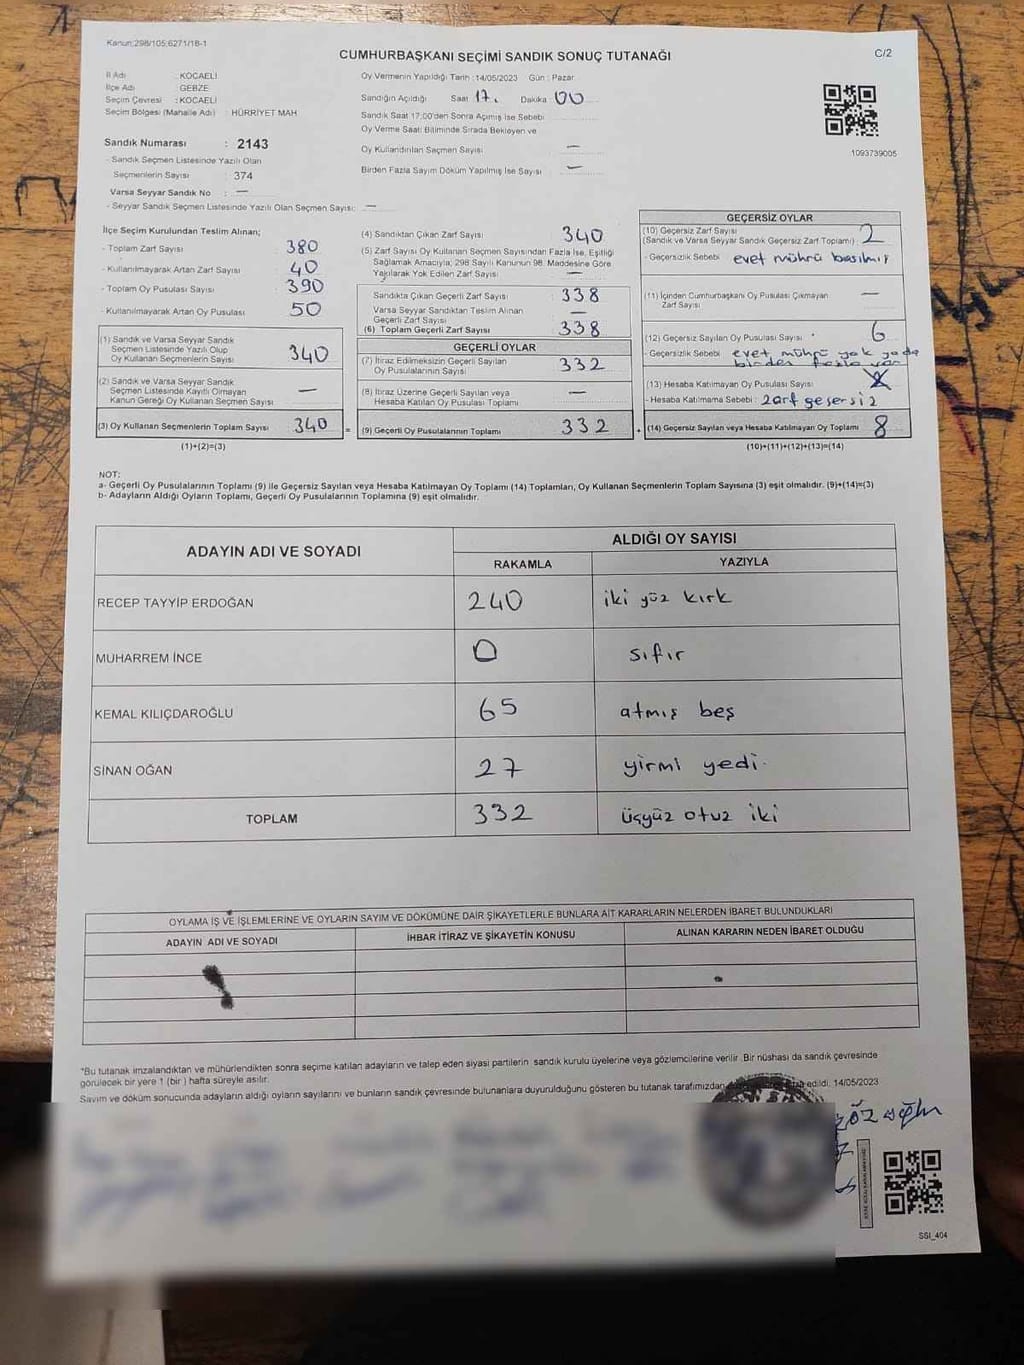 Kanun:298/105;6271/18-1
CUMHURBAŞKANI SEÇİMİ SANDIK SONUÇ TUTANAĞI
C/2
İl Adı : KOCAELİ
İlçe Adı : GEBZE
Seçim Çevresi : KOCAELİ
Seçim Bölgesi (Mahalle Adı) : HÜRRİYET MAH
Oy Vermenin Yapıldığı Tarih : 14/05/2023 Gün : Pazar
Sandığın Açıldığı Saat 17. Dakika 00
Sandık Saat 17:00'den Sonra Açılmış İse Sebebi
Oy Verme Saati Bitiminde Sırada Bekleyen ve
Oy Kullandırılan Seçmen Sayısı —
Birden Fazla Sayım Döküm Yapılmış İse Sayısı —
1093739005
Sandık Numarası : 2143
- Sandık Seçmen Listesinde Yazılı Olan
Seçmenlerin Sayısı : 374
Varsa Seyyar Sandık No : —
- Seyyar Sandık Seçmen Listesinde Yazılı Olan Seçmen Sayısı: —
İlçe Seçim Kurulundan Teslim Alınan;
- Toplam Zarf Sayısı : 380
- Kullanılmayarak Artan Zarf Sayısı : 40
- Toplam Oy Pusulası Sayısı : 390
- Kullanılmayarak Artan Oy Pusulası : 50
(1) Sandık ve Varsa Seyyar Sandık
Seçmen Listesinde Yazılı Olup
Oy Kullanan Seçmenlerin Sayısı : 340
(2) Sandık ve Varsa Seyyar Sandık
Seçmen Listesinde Kayıtlı Olmayan
Kanun Gereği Oy Kullanan Seçmen Sayısı : —
(3) Oy Kullanan Seçmenlerin Toplam Sayısı : 340
(1)+(2)=(3)
(4) Sandıktan Çıkan Zarf Sayısı : 340
(5) Zarf Sayısı Oy Kullanan Seçmen Sayısından Fazla İse, Eşitliği
Sağlamak Amacıyla; 298 Sayılı Kanunun 98. Maddesine Göre
Yakılarak Yok Edilen Zarf Sayısı : —
Sandıkta Çıkan Geçerli Zarf Sayısı : 338
Varsa Seyyar Sandıktan Teslim Alınan
Geçerli Zarf Sayısı : —
(6) Toplam Geçerli Zarf Sayısı : 338
GEÇERLİ OYLAR
(7) İtiraz Edilmeksizin Geçerli Sayılan
Oy Pusulalarının Sayısı : 332
(8) İtiraz Üzerine Geçerli Sayılan veya
Hesaba Katılan Oy Pusulası Toplamı : —
= (9) Geçerli Oy Pusulalarının Toplamı : 332 +
GEÇERSİZ OYLAR
(10) Geçersiz Zarf Sayısı
(Sandık ve Varsa Seyyar Sandık Geçersiz Zarf Toplamı) : 2
- Geçersizlik Sebebi : evet mührü basılmış
(11) İçinden Cumhurbaşkanı Oy Pusulası Çıkmayan
Zarf Sayısı : —
(12) Geçersiz Sayılan Oy Pusulası Sayısı : 6
- Geçersizlik Sebebi : evet mührü yok yada
birden fazla var
(13) Hesaba Katılmayan Oy Pusulası Sayısı :
- Hesaba Katılmama Sebebi : zarf geçersiz
(14) Geçersiz Sayılan veya Hesaba Katılmayan Oy Toplamı : 8
(10)+(11)+(12)+(13)=(14)
NOT:
a- Geçerli Oy Pusulalarının Toplamı (9) ile Geçersiz Sayılan veya Hesaba Katılmayan Oy Toplamı (14) Toplamları, Oy Kullanan Seçmenlerin Toplam Sayısına (3) eşit olmalıdır. (9)+(14)=(3)
b- Adayların Aldığı Oyların Toplamı, Geçerli Oy Pusulalarının Toplamına (9) eşit olmalıdır.
ADAYIN ADI VE SOYADI
ALDIĞI OY SAYISI
RAKAMLA YAZIYLA
RECEP TAYYİP ERDOĞAN 240 iki yüz kırk
MUHARREM İNCE 0 sıfır
KEMAL KILIÇDAROĞLU 65 atmış beş
SİNAN OĞAN 27 yirmi yedi
TOPLAM 332 üçyüz otuz iki
OYLAMA İŞ VE İŞLEMLERİNE VE OYLARIN SAYIM VE DÖKÜMÜNE DAİR ŞİKAYETLERLE BUNLARA AİT KARARLARIN NELERDEN İBARET BULUNDUKLARI
ADAYIN ADI VE SOYADI İHBAR İTİRAZ VE ŞİKAYETİN KONUSU ALINAN KARARIN NEDEN İBARET OLDUĞU
*Bu tutanak imzalandıktan ve mühürlendikten sonra seçime katılan adayların ve talep eden siyasi partilerin sandık kurulu üyelerine veya gözlemcilerine verilir. Bir nüshası da sandık çevresinde
görülecek bir yere 1 (bir) hafta süreyle asılır.
Sayım ve döküm sonucunda adayların aldığı oyların sayılarını ve bunların sandık çevresinde bulunanlara duyurulduğunu gösteren bu tutanak tarafımızdan edildi. 14/05/2023
SSI_404